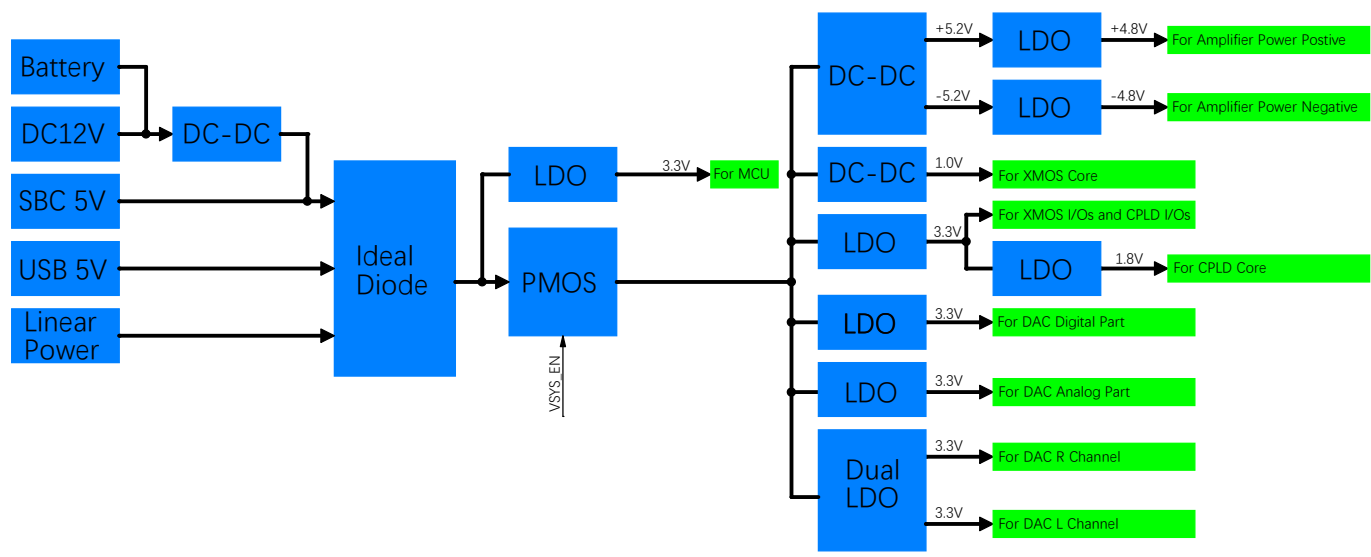 Battery
DC12V
DC-DC
SBC 5V
USB 5V
Linear
Power
Ideal
Diode
LDO
3.3V
For MCU
PMOS
VSYS_EN
DC-DC
+5.2V
LDO
+4.8V
For Amplifier Power Postive
-5.2V
LDO
-4.8V
For Amplifier Power Negative
DC-DC
1.0V
For XMOS Core
LDO
3.3V
For XMOS I/Os and CPLD I/Os
LDO
1.8V
For CPLD Core
LDO
3.3V
For DAC Digital Part
LDO
3.3V
For DAC Analog Part
Dual
LDO
3.3V
For DAC R Channel
3.3V
For DAC L Channel